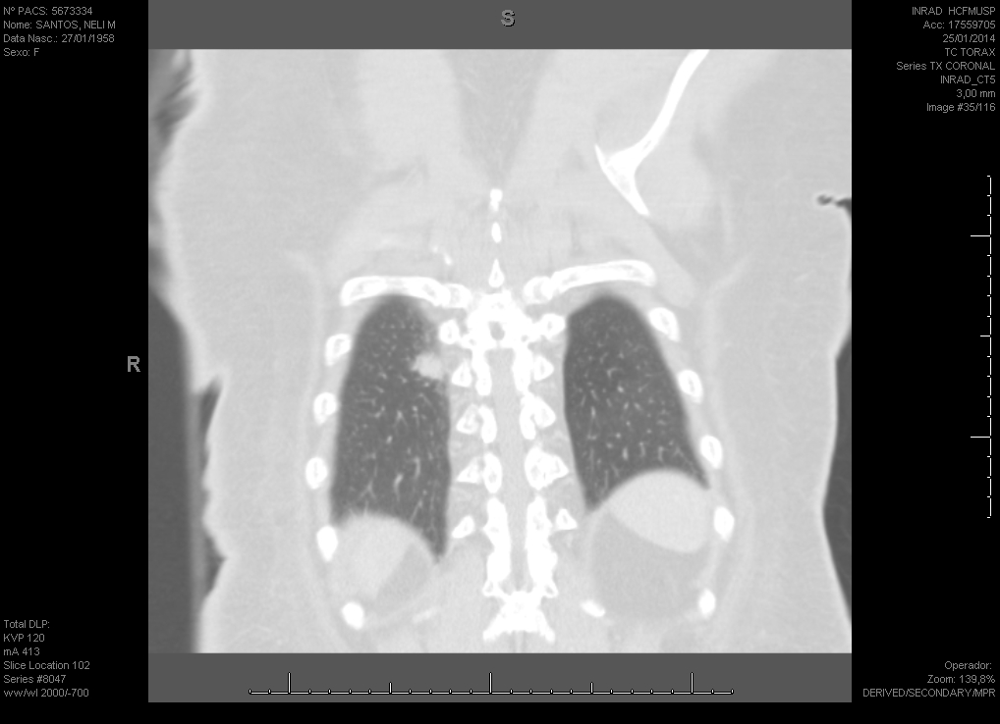 Nº PACS: 5673334
Nome: SANTOS, NELI M
Data Nasc.: 27/01/1958
Sexo: F
S
INRAD HCFMUSP
Acc: 17559705
25/01/2014
TC TORAX
Series TX CORONAL
INRAD_CT5
3,00 mm
Image #35/116
R
Total DLP:
KVP 120
mA 413
Slice Location 102
Series #8047
ww/wl 2000/-700
Operador:
Zoom: 139,8%
DERIVED/SECONDARY/MPR